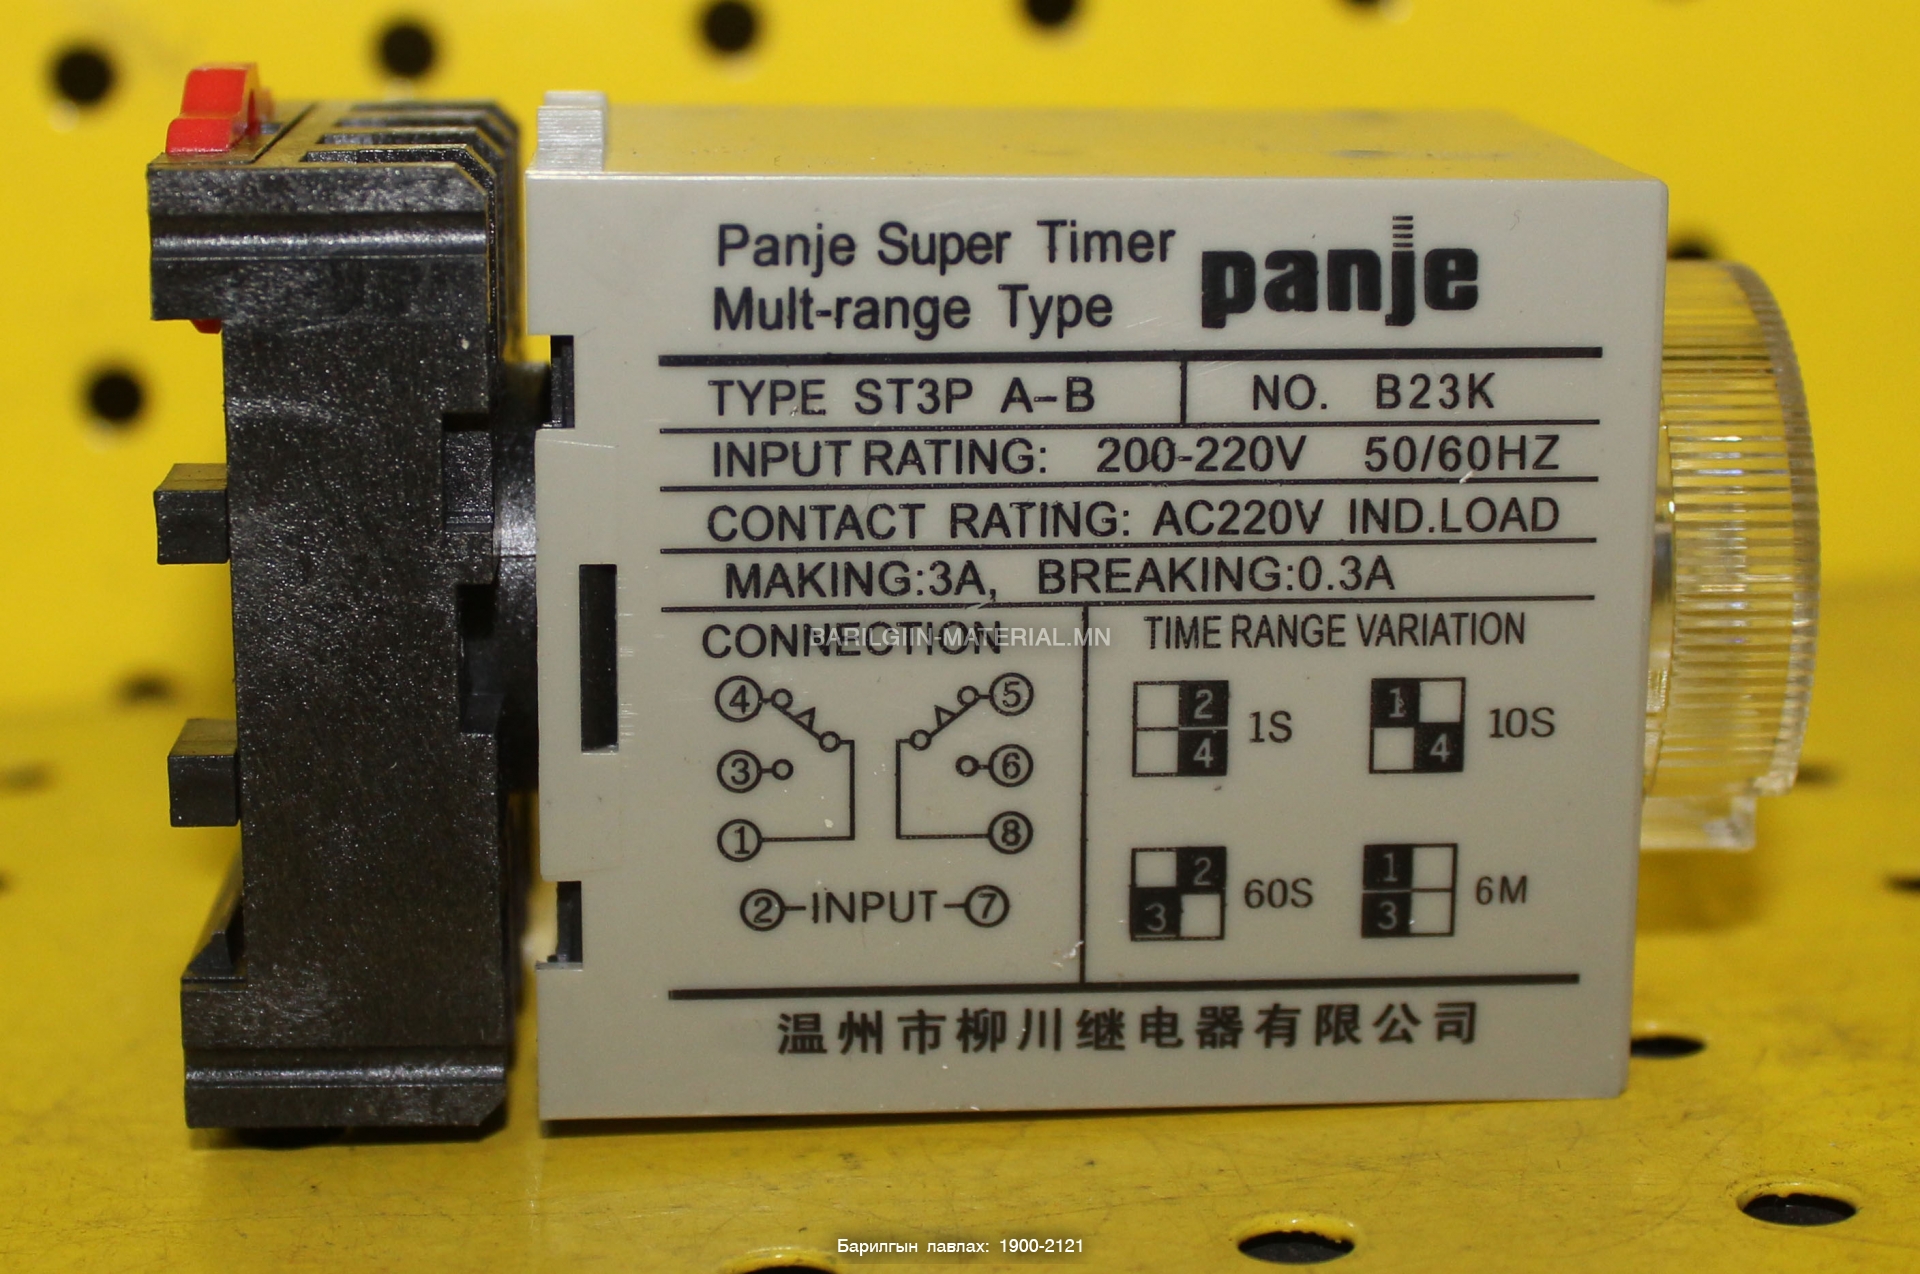 Panje Super Timer panje
Mult-range Type
TYPE ST3P A-B NO. B23K
INPUT RATING: 200-220V 50/60HZ
CONTACT RATING: AC220V IND.LOAD
MAKING:3A, BREAKING:0.3A
CONNECTION
BARILGIIN-MATERIAL.MN
4 5
3 6
1 8
2 INPUT 7
TIME RANGE VARIATION
2 4 1S
1 4 10S
2 3 60S
1 3 6M
温州市柳川继电器有限公司
Барилгын лавлах: 1900-2121